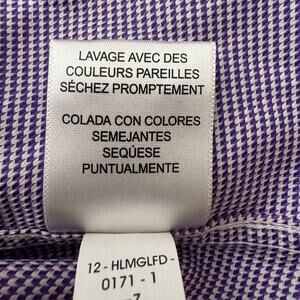 LAVAGE AVEC DES
COULEURS PAREILLES
SÉCHEZ PROMPTEMENT
COLADA CON COLORES
SEMEJANTES
SEQÚESE
PUNTUALMENTE
12 - HLMGLFD -
0171 - 1